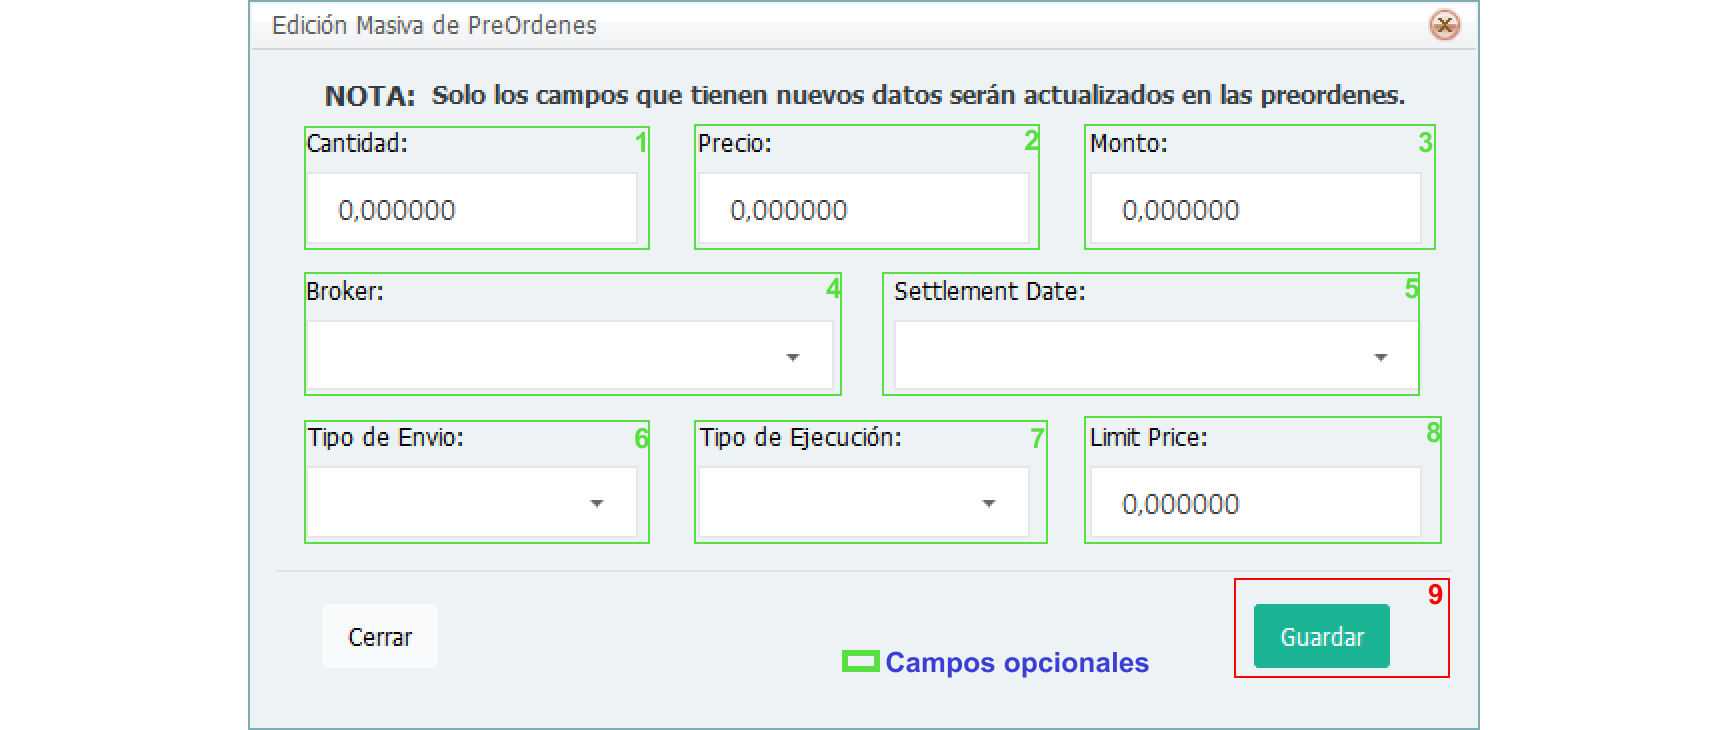 Edición Masiva de PreOrdenes
NOTA: Solo los campos que tienen nuevos datos serán actualizados en las preordenes.
Cantidad: 1 Precio: 2 Monto: 3
0,000000 0,000000 0,000000
Broker: 4 Settlement Date: 5
Tipo de Envio: 6 Tipo de Ejecución: 7 Limit Price: 8
0,000000
9
Cerrar Guardar
Campos opcionales